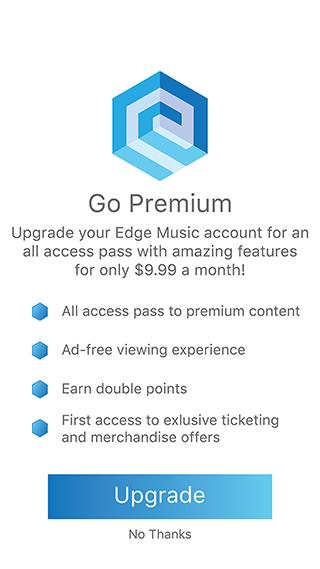 Go Premium
Upgrade your Edge Music account for an
all access pass with amazing features
for only $9.99 a month!
All access pass to premium content
Ad-free viewing experience
Earn double points
First access to exlusive ticketing
and merchandise offers
Upgrade
No Thanks